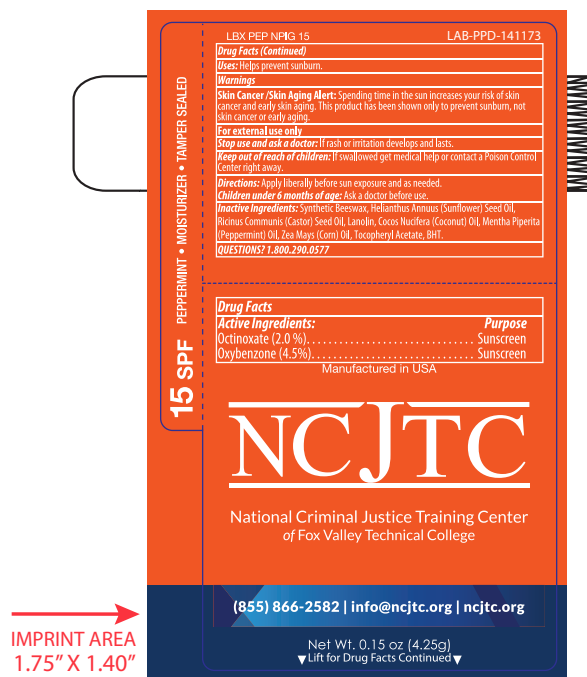 LBX PEP NPIG 15
LAB-PPD-141173
Drug Facts (Continued)
Uses: Helps prevent sunburn.
Warnings
Skin Cancer /Skin Aging Alert: Spending time in the sun increases your risk of skin
cancer and early skin aging. This product has been shown only to prevent sunburn, not
skin cancer or early aging.
For external use only
Stop use and ask a doctor: If rash or irritation develops and lasts.
Keep out of reach of children: If swallowed get medical help or contact a Poison Control
Center right away.
Directions: Apply liberally before sun exposure and as needed.
Children under 6 months of age: Ask a doctor before use.
Inactive Ingredients: Synthetic Beeswax, Helianthus Annuus (Sunflower) Seed Oil,
Ricinus Communis (Castor) Seed Oil, Lanolin, Cocos Nucifera (Coconut) Oil, Mentha Piperita
(Peppermint) Oil, Zea Mays (Corn) Oil, Tocopheryl Acetate, BHT.
QUESTIONS? 1.800.290.0577
15 SPF PEPPERMINT • MOISTURIZER • TAMPER SEALED
Drug Facts
Active Ingredients: Purpose
Octinoxate (2.0 %)............................... Sunscreen
Oxybenzone (4.5%).............................. Sunscreen
Manufactured in USA
NCJTC
National Criminal Justice Training Center
of Fox Valley Technical College
(855) 866-2582 | info@ncjtc.org | ncjtc.org
Net Wt. 0.15 oz (4.25g)
▼Lift for Drug Facts Continued▼
IMPRINT AREA
1.75” X 1.40”